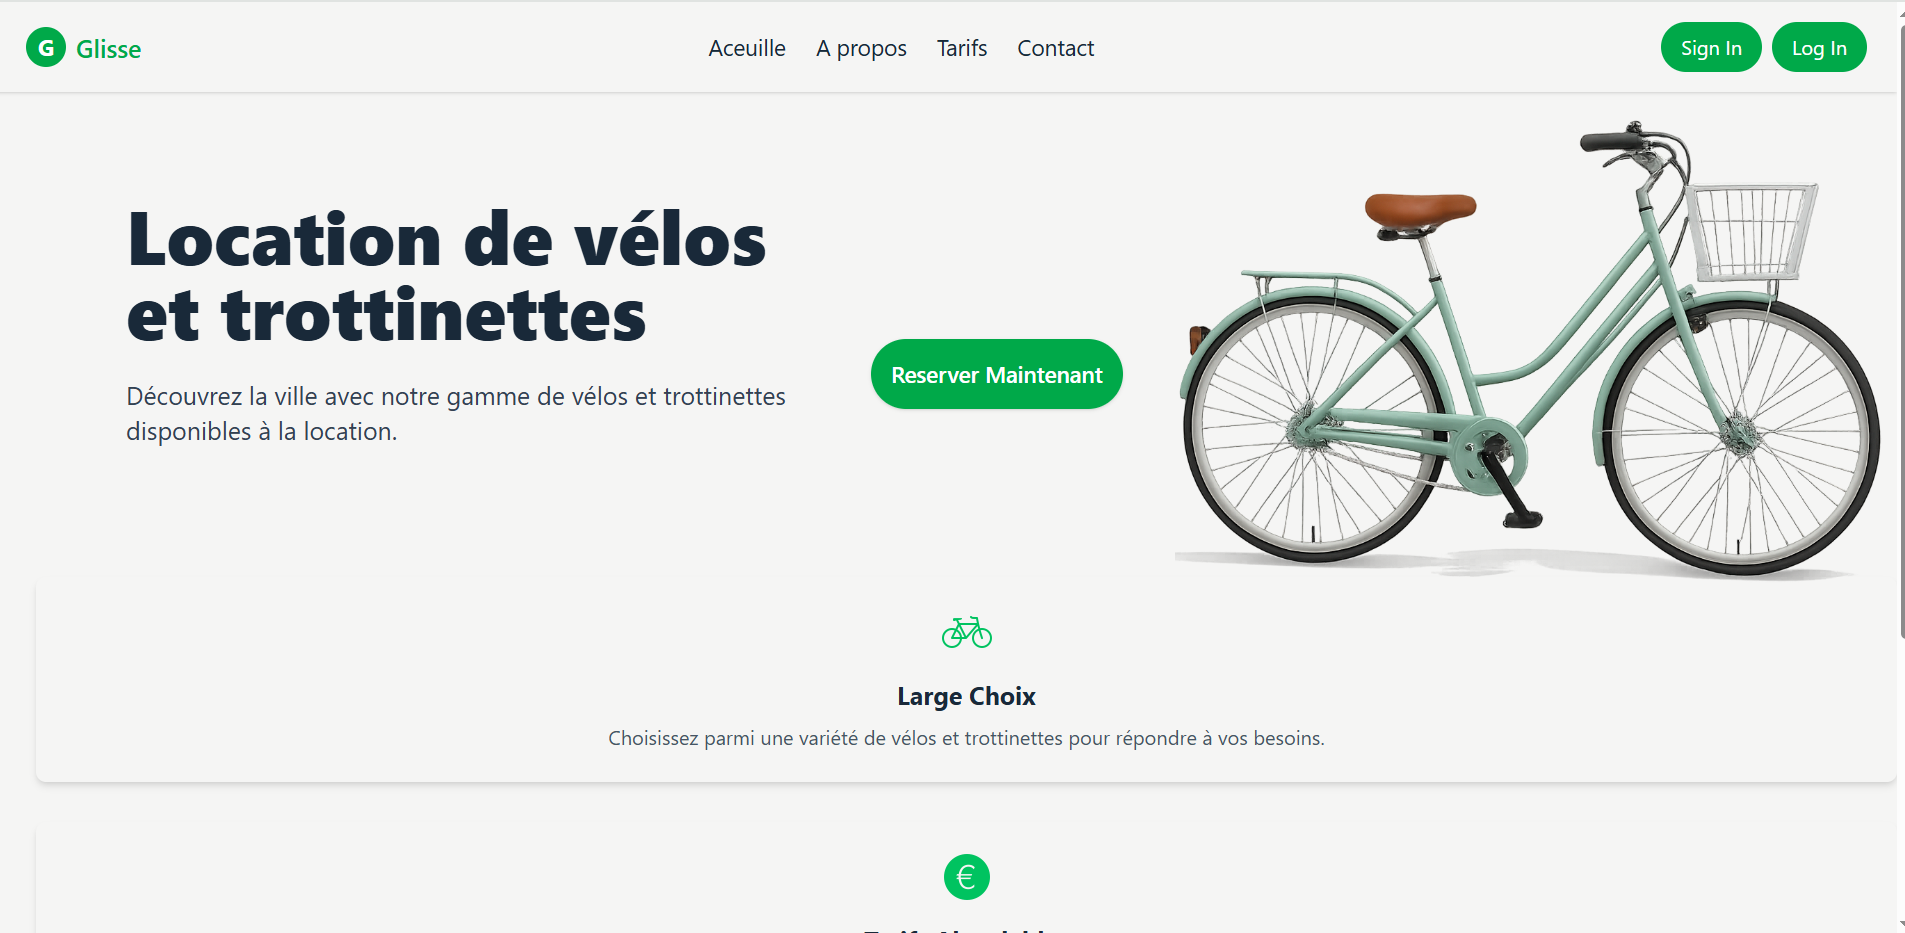 G Glisse
Aceuille A propos Tarifs Contact
Sign In Log In
Location de vélos
et trottinettes
Découvrez la ville avec notre gamme de vélos et trottinettes
disponibles à la location.
Reserver Maintenant
Large Choix
Choisissez parmi une variété de vélos et trottinettes pour répondre à vos besoins.
€